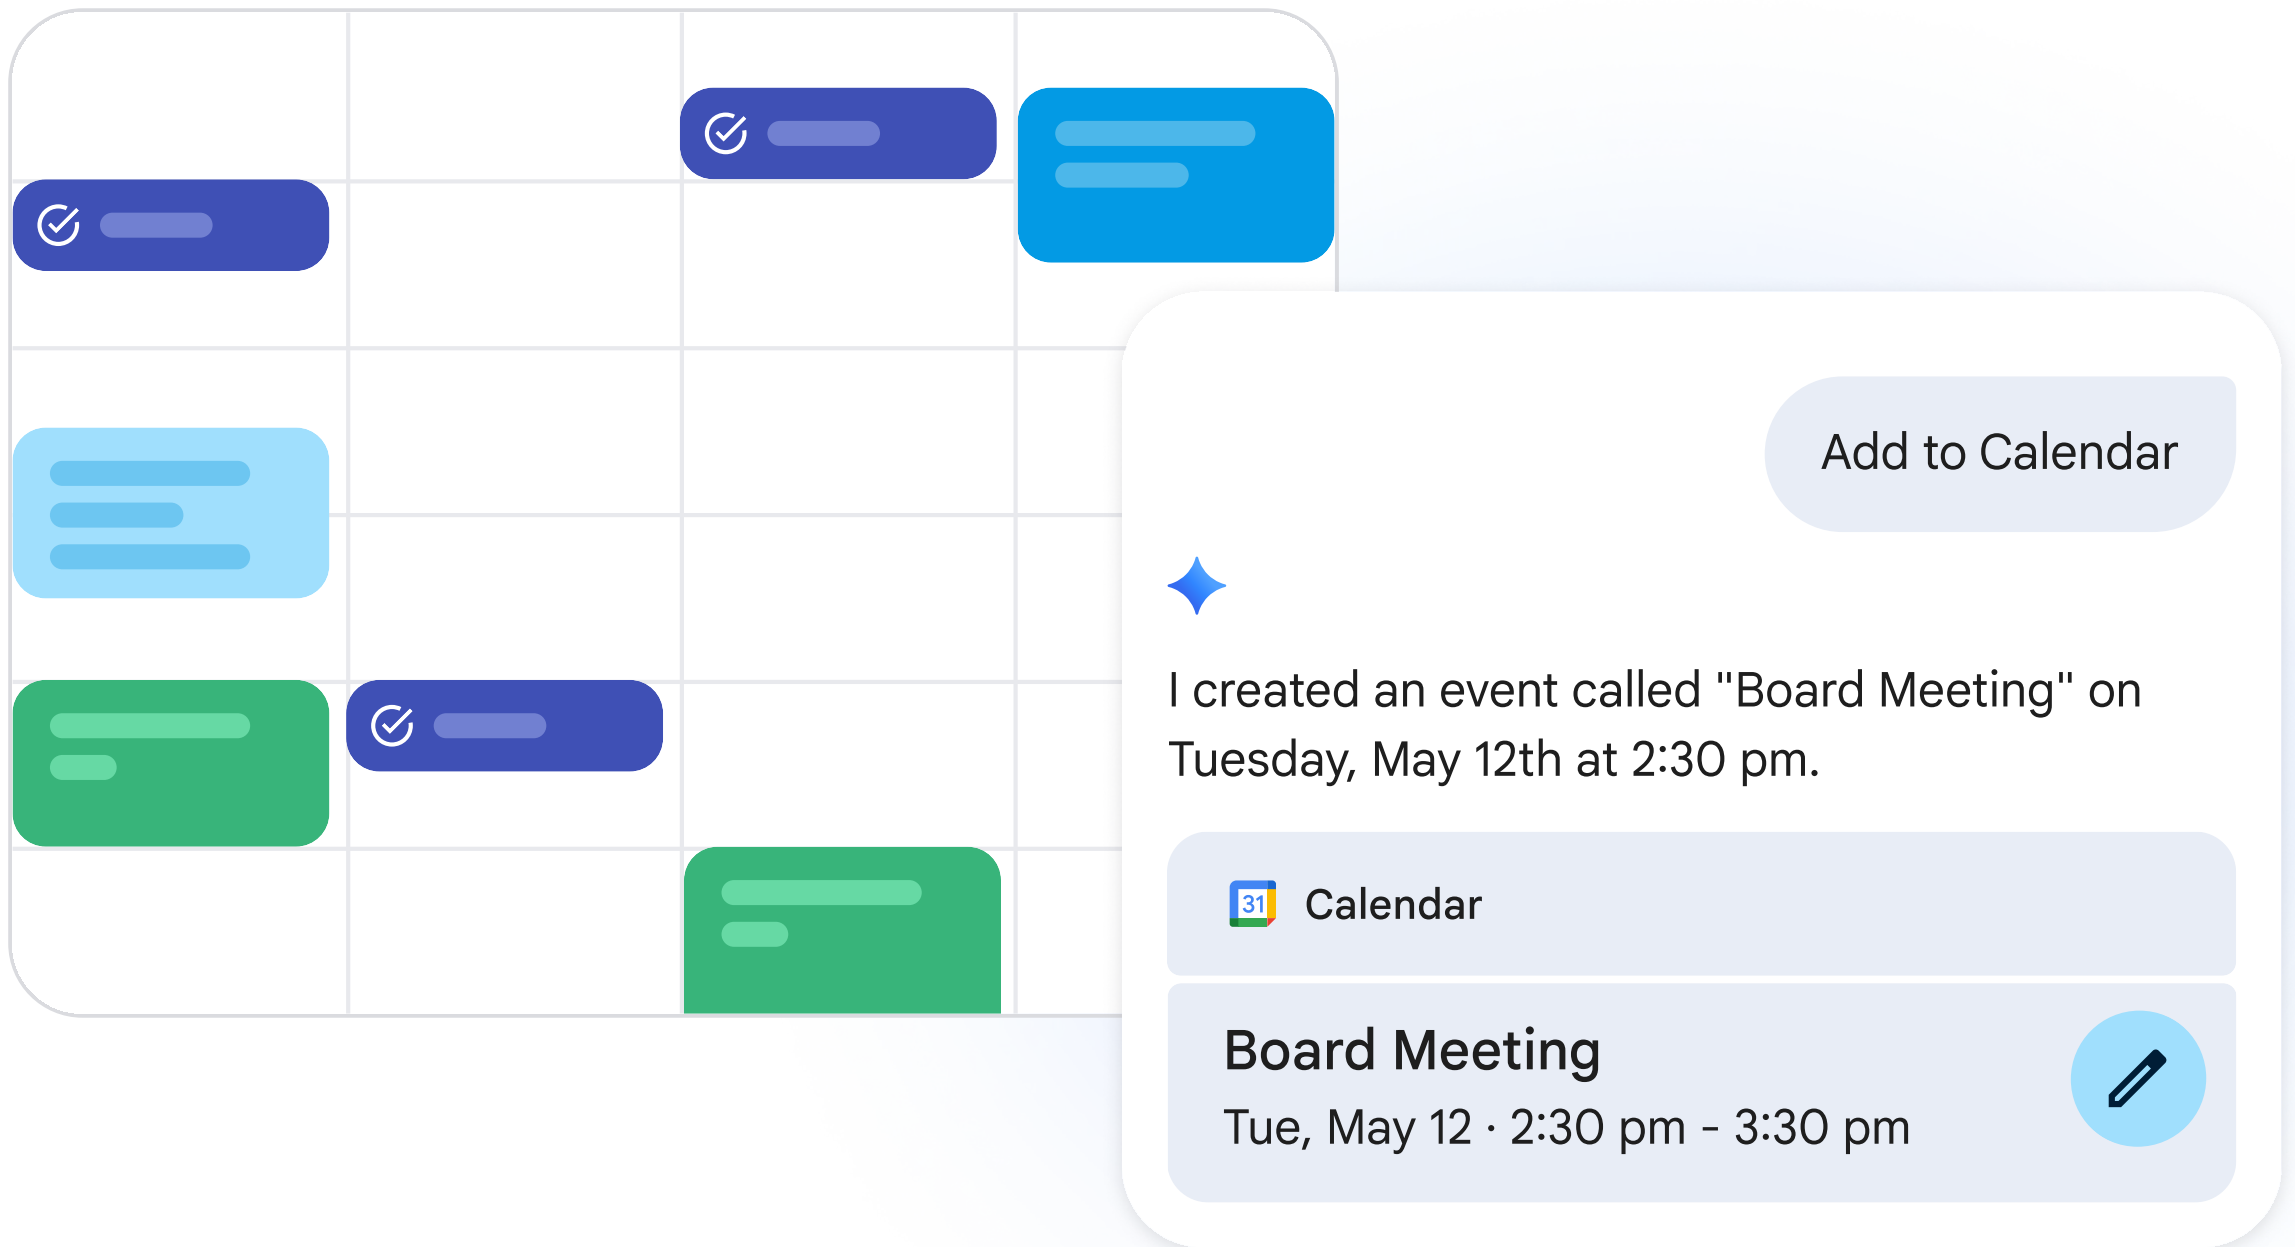 Add to Calendar
I created an event called "Board Meeting" on
Tuesday, May 12th at 2:30 pm.
31 Calendar
Board Meeting
Tue, May 12 · 2:30 pm - 3:30 pm